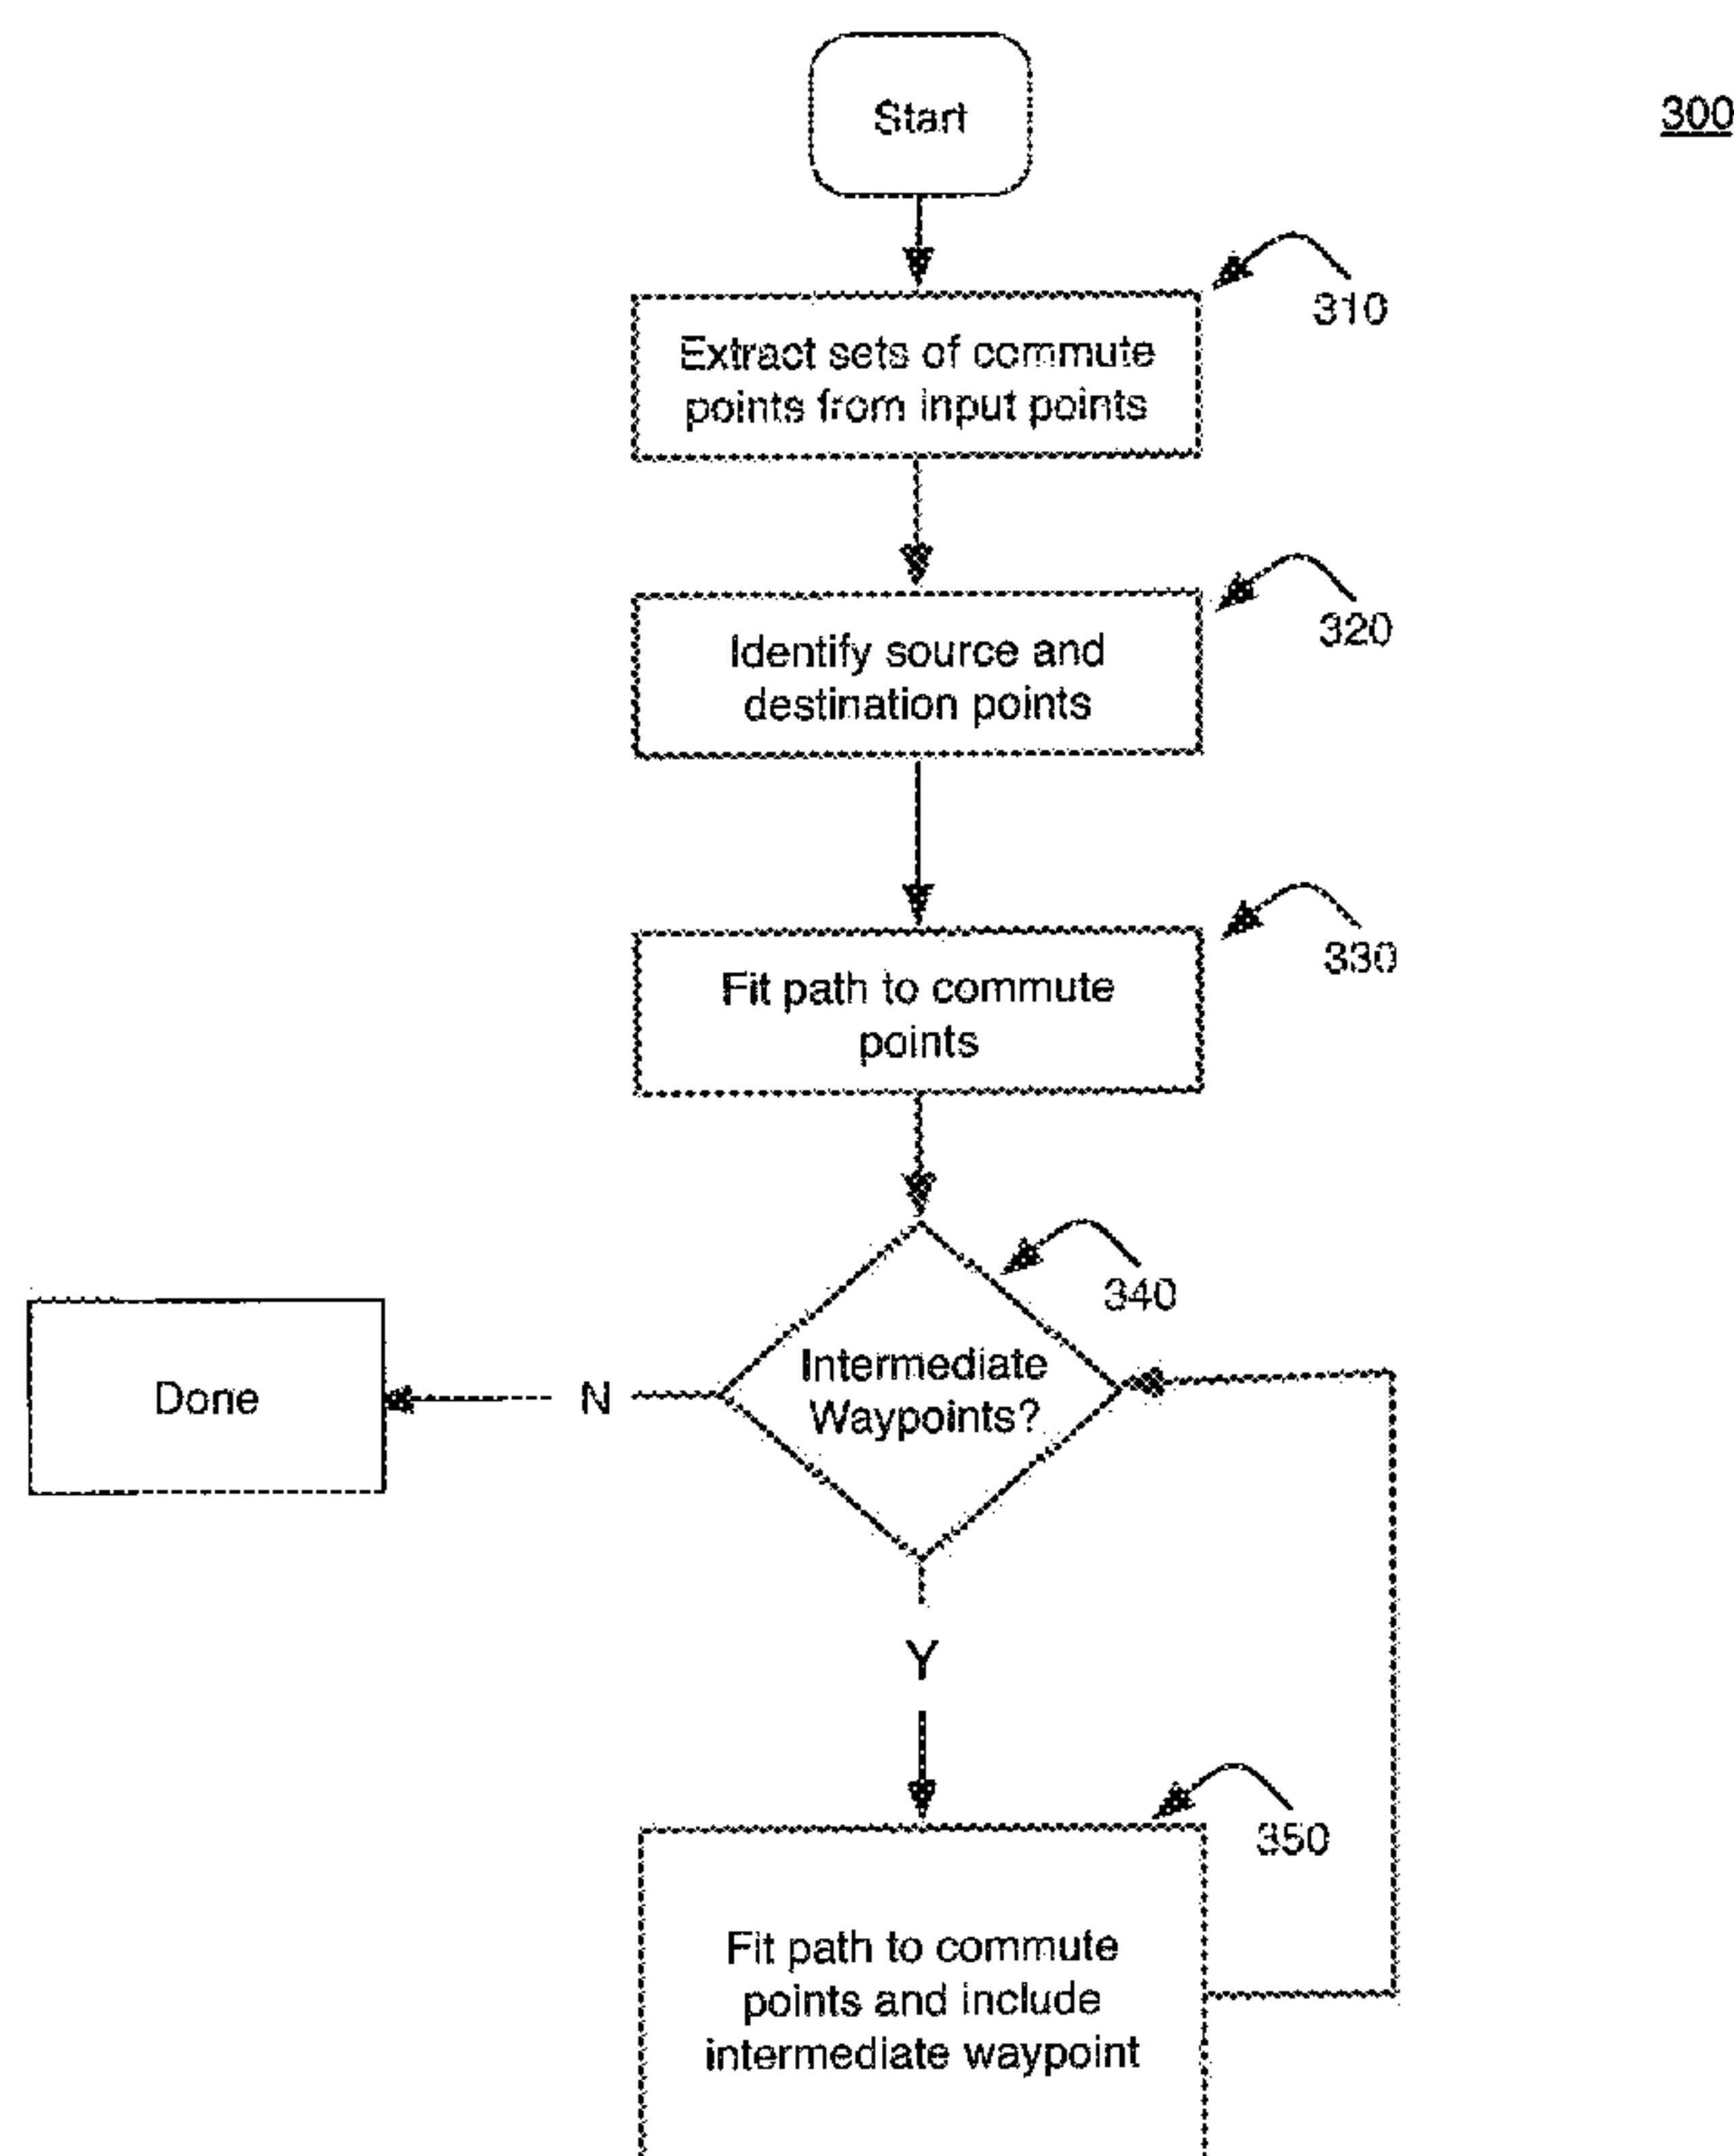 Start
300
310
Extract sets of commute
points from input points
320
Identify source and
destination points
330
Fit path to commute
points
340
Intermediate
Waypoints?
N
Done
Y
350
Fit path to commute
points and include
intermediate waypoint